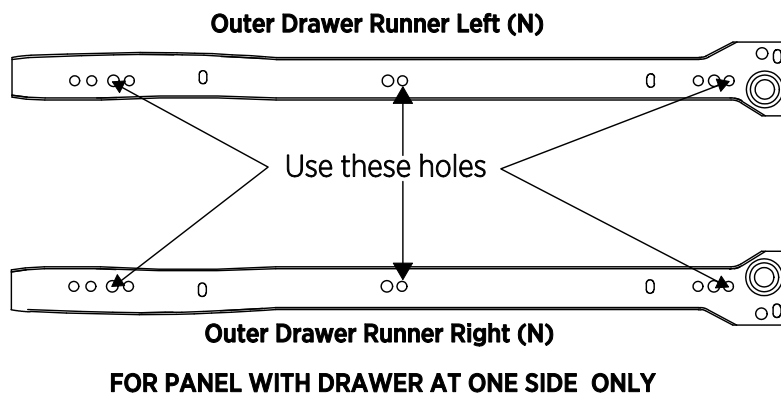 Outer Drawer Runner Left (N)
Use these holes
Outer Drawer Runner Right (N)
FOR PANEL WITH DRAWER AT ONE SIDE ONLY